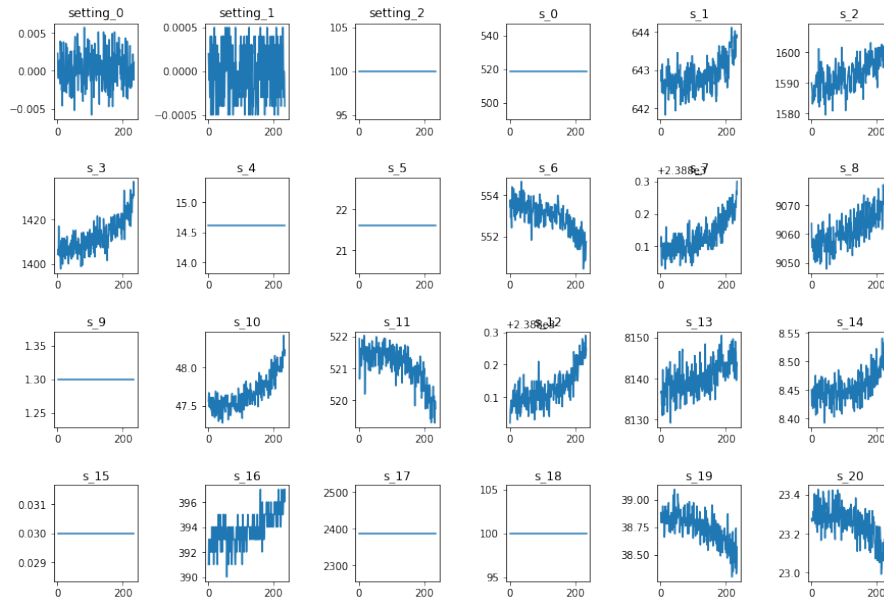 setting_0 setting_1 setting_2 s_0 s_1 s_2
0.005 0.000 −0.005 0 200
0.0005 0.0000 −0.0005 0 200
105 100 95 0 200
540 520 500 0 200
644 643 642 0 200
1600 1590 1580 0 200
s_3 s_4 s_5 s_6 s_7 s_8
1420 1400 0 200
15.0 14.5 14.0 0 200
22 21 0 200
554 552 0 200
0.3 0.2 0.1 0 200
9070 9060 9050 0 200
s_9 s_10 s_11 s_12 s_13 s_14
1.35 1.30 1.25 0 200
48.0 47.5 0 200
522 521 520 0 200
0.3 0.2 0.1 0 200
8150 8140 8130 0 200
8.55 8.50 8.45 8.40 0 200
s_15 s_16 s_17 s_18 s_19 s_20
0.031 0.030 0.029 0 200
396 394 392 390 0 200
2500 2400 2300 0 200
105 100 95 0 200
39.00 38.75 38.50 0 200
23.4 23.2 23.0 0 200